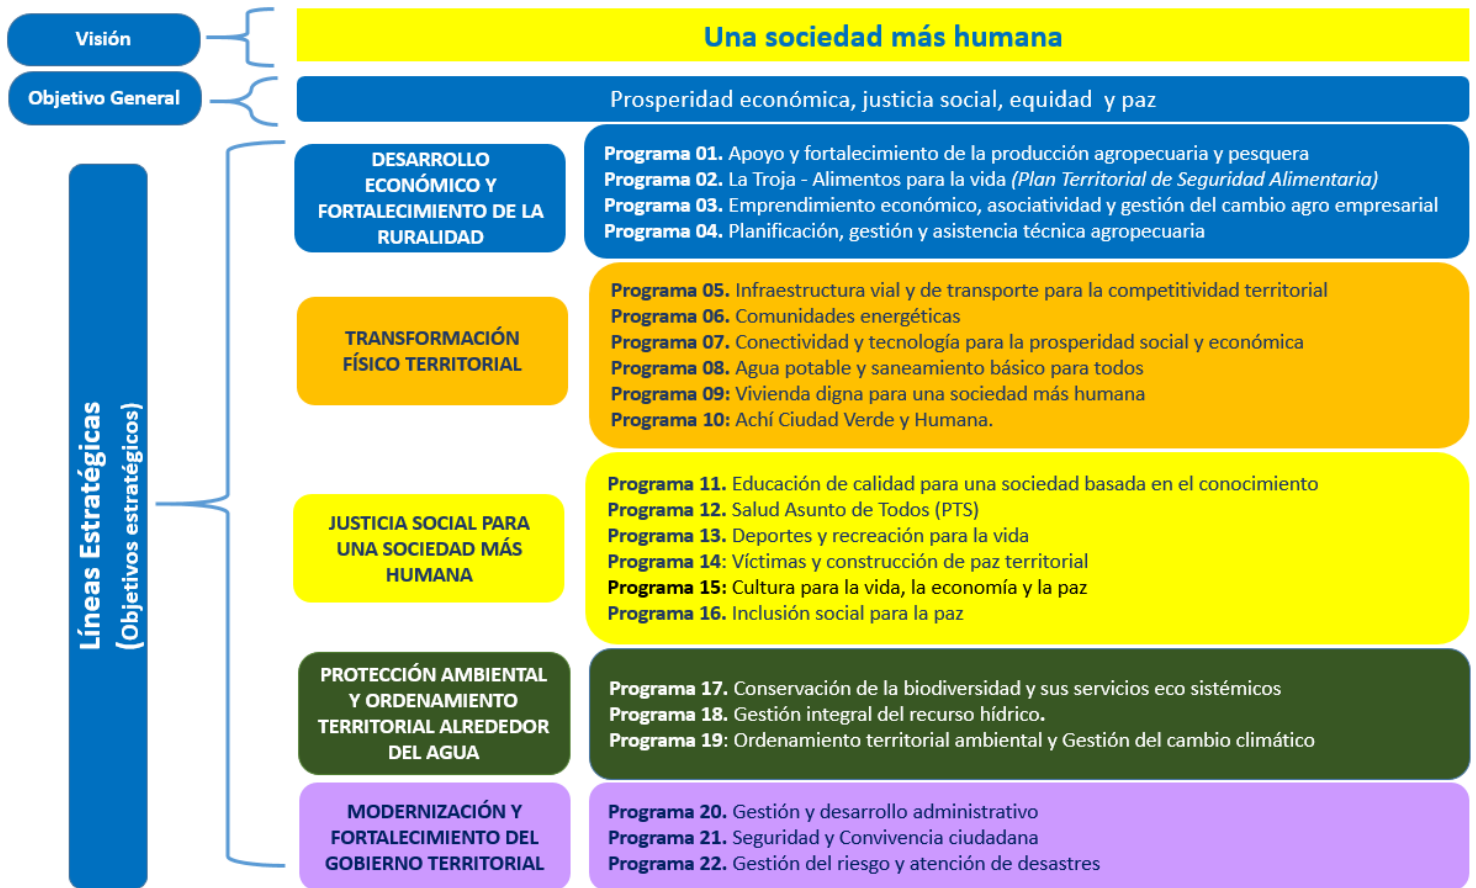 Visión
Una sociedad más humana
Objetivo General
Prosperidad económica, justicia social, equidad y paz
Líneas Estratégicas
(Objetivos estratégicos)
DESARROLLO
ECONÓMICO Y
FORTALECIMIENTO DE LA
RURALIDAD
Programa 01. Apoyo y fortalecimiento de la producción agropecuaria y pesquera
Programa 02. La Troja - Alimentos para la vida (Plan Territorial de Seguridad Alimentaria)
Programa 03. Emprendimiento económico, asociatividad y gestión del cambio agro empresarial
Programa 04. Planificación, gestión y asistencia técnica agropecuaria
TRANSFORMACIÓN
FÍSICO TERRITORIAL
Programa 05. Infraestructura vial y de transporte para la competitividad territorial
Programa 06. Comunidades energéticas
Programa 07. Conectividad y tecnología para la prosperidad social y económica
Programa 08. Agua potable y saneamiento básico para todos
Programa 09: Vivienda digna para una sociedad más humana
Programa 10: Achí Ciudad Verde y Humana.
JUSTICIA SOCIAL PARA
UNA SOCIEDAD MÁS
HUMANA
Programa 11. Educación de calidad para una sociedad basada en el conocimiento
Programa 12. Salud Asunto de Todos (PTS)
Programa 13. Deportes y recreación para la vida
Programa 14: Víctimas y construcción de paz territorial
Programa 15: Cultura para la vida, la economía y la paz
Programa 16. Inclusión social para la paz
PROTECCIÓN AMBIENTAL
Y ORDENAMIENTO
TERRITORIAL ALREDEDOR
DEL AGUA
Programa 17. Conservación de la biodiversidad y sus servicios eco sistémicos
Programa 18. Gestión integral del recurso hídrico.
Programa 19: Ordenamiento territorial ambiental y Gestión del cambio climático
MODERNIZACIÓN Y
FORTALECIMIENTO DEL
GOBIERNO TERRITORIAL
Programa 20. Gestión y desarrollo administrativo
Programa 21. Seguridad y Convivencia ciudadana
Programa 22. Gestión del riesgo y atención de desastres